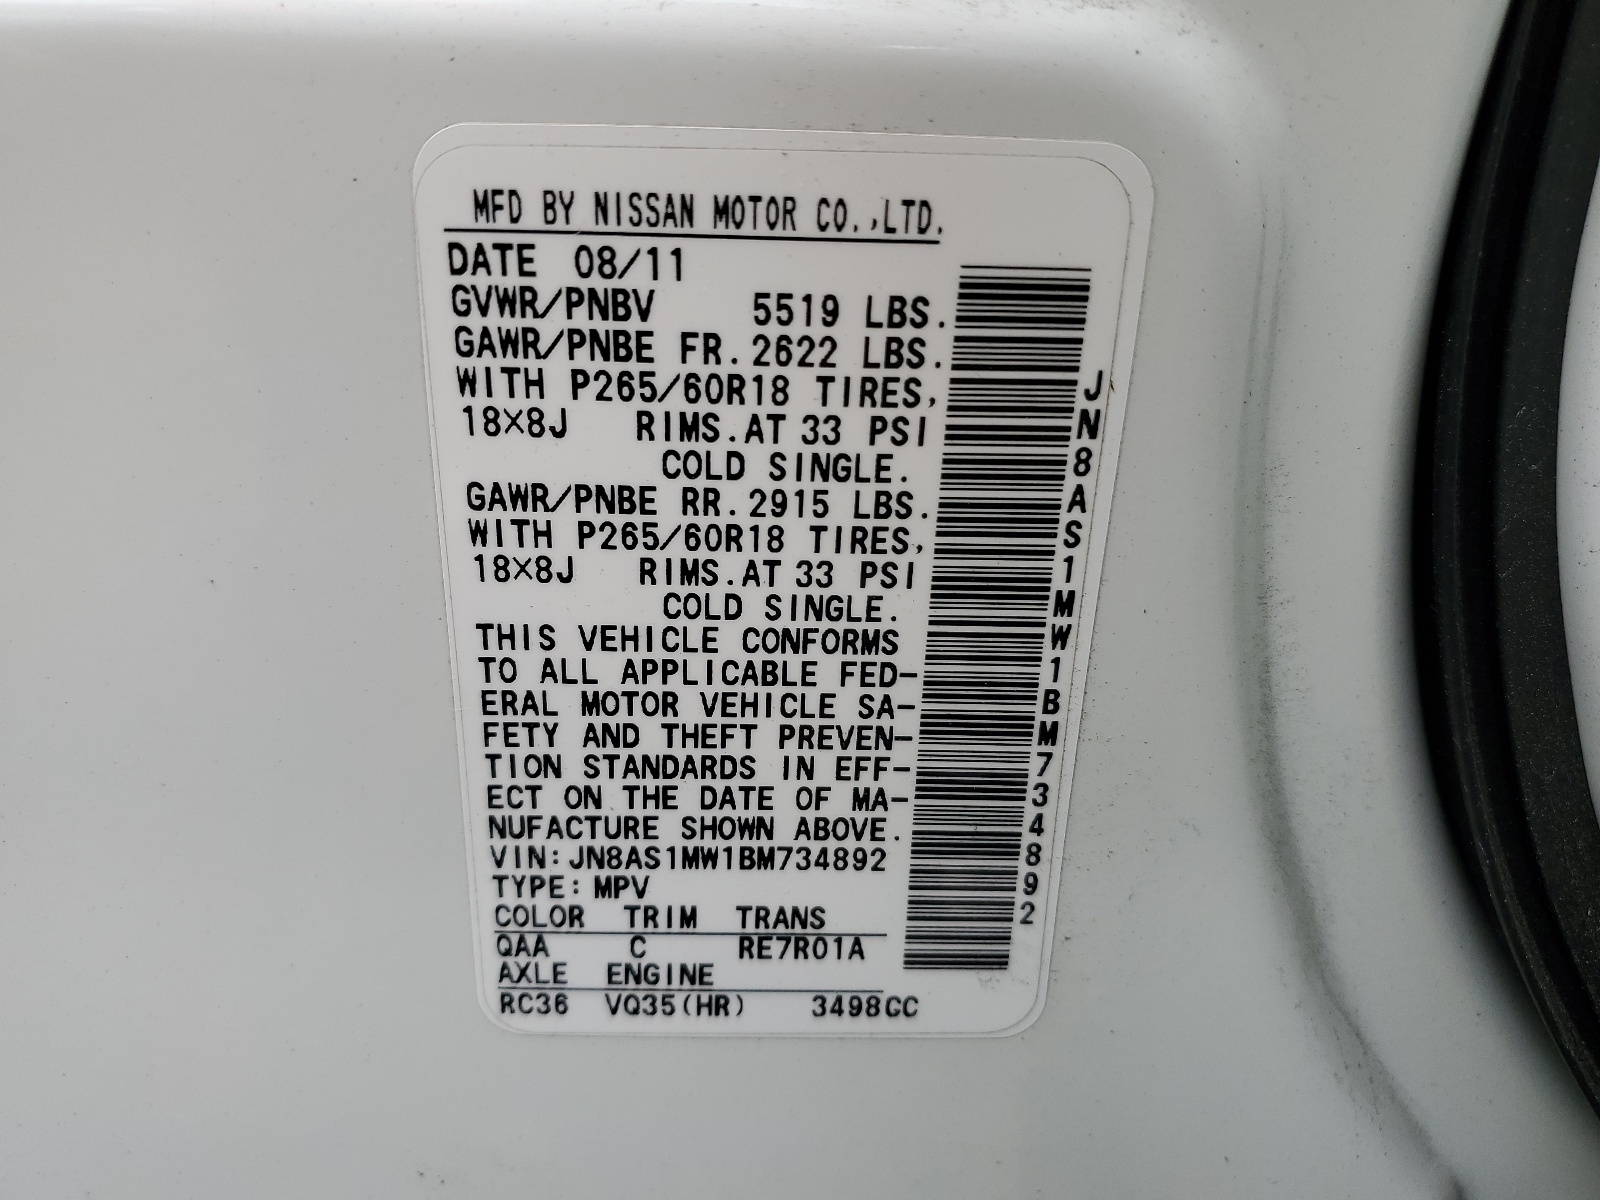 MFD BY NISSAN MOTOR CO.,LTD.
DATE 08/11
GVWR/PNBV 5519 LBS.
GAWR/PNBE FR. 2622 LBS.
WITH P265/60R18 TIRES,
18×8J RIMS. AT 33 PSI
COLD SINGLE.
GAWR/PNBE RR. 2915 LBS.
WITH P265/60R18 TIRES,
18×8J RIMS. AT 33 PSI
COLD SINGLE.
THIS VEHICLE CONFORMS
TO ALL APPLICABLE FED-
ERAL MOTOR VEHICLE SA-
FETY AND THEFT PREVEN-
TION STANDARDS IN EFF-
ECT ON THE DATE OF MA-
NUFACTURE SHOWN ABOVE.
VIN: JN8AS1MW1BM734892
TYPE: MPV
COLOR TRIM TRANS
QAA C RE7R01A
AXLE ENGINE
RC36 VQ35(HR) 3498CC
JN8AS1MW1BM734892